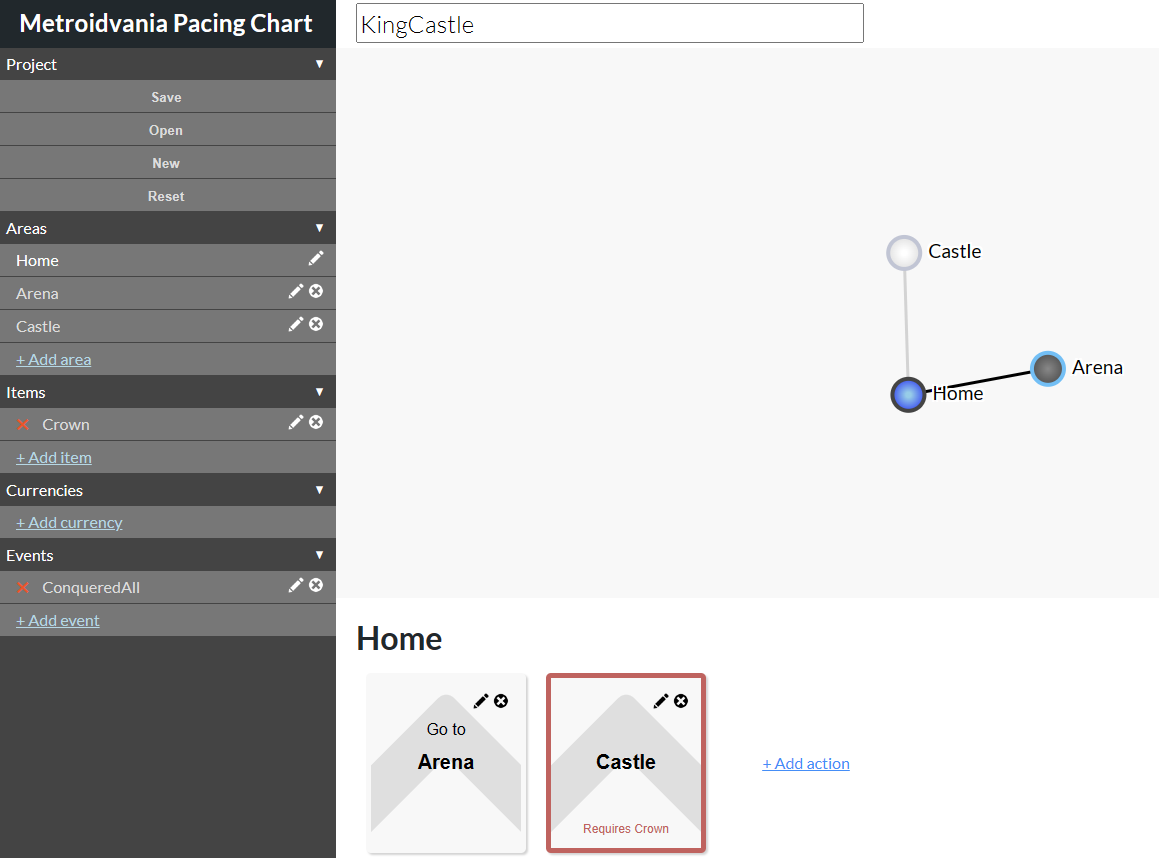 Metroidvania Pacing Chart
KingCastle
Project
Save
Open
New
Reset
Areas
Home
Arena
Castle
+ Add area
Items
Crown
+ Add item
Currencies
+ Add currency
Events
ConqueredAll
+ Add event
Castle
Arena
Home
Home
Go to
Arena
Castle
Requires Crown
+ Add action